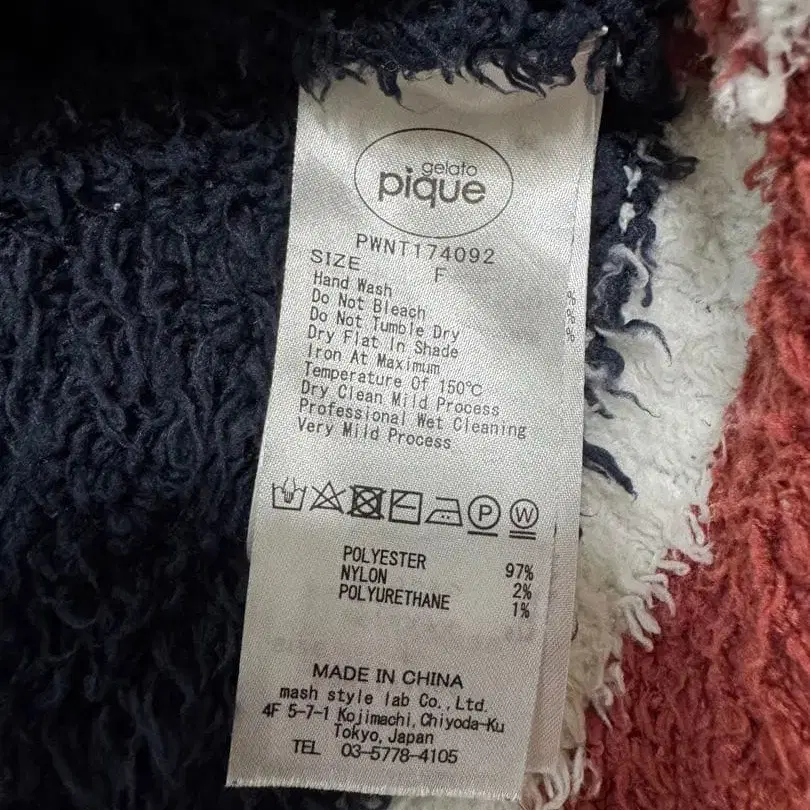 gelato
pique
PWNT174092
SIZE F
Hand Wash
Do Not Bleach
Do Not Tumble Dry
Dry Flat In Shade
Iron At Maximum
Temperature Of 150℃
Dry Clean Mild Process
Professional Wet Cleaning
Very Mild Process
P W
POLYESTER 97%
NYLON 2%
POLYURETHANE 1%
MADE IN CHINA
mash style lab Co.,Ltd.
4F 5-7-1 Kojimachi,Chiyoda-Ku
Tokyo,Japan
TEL 03-5778-4105